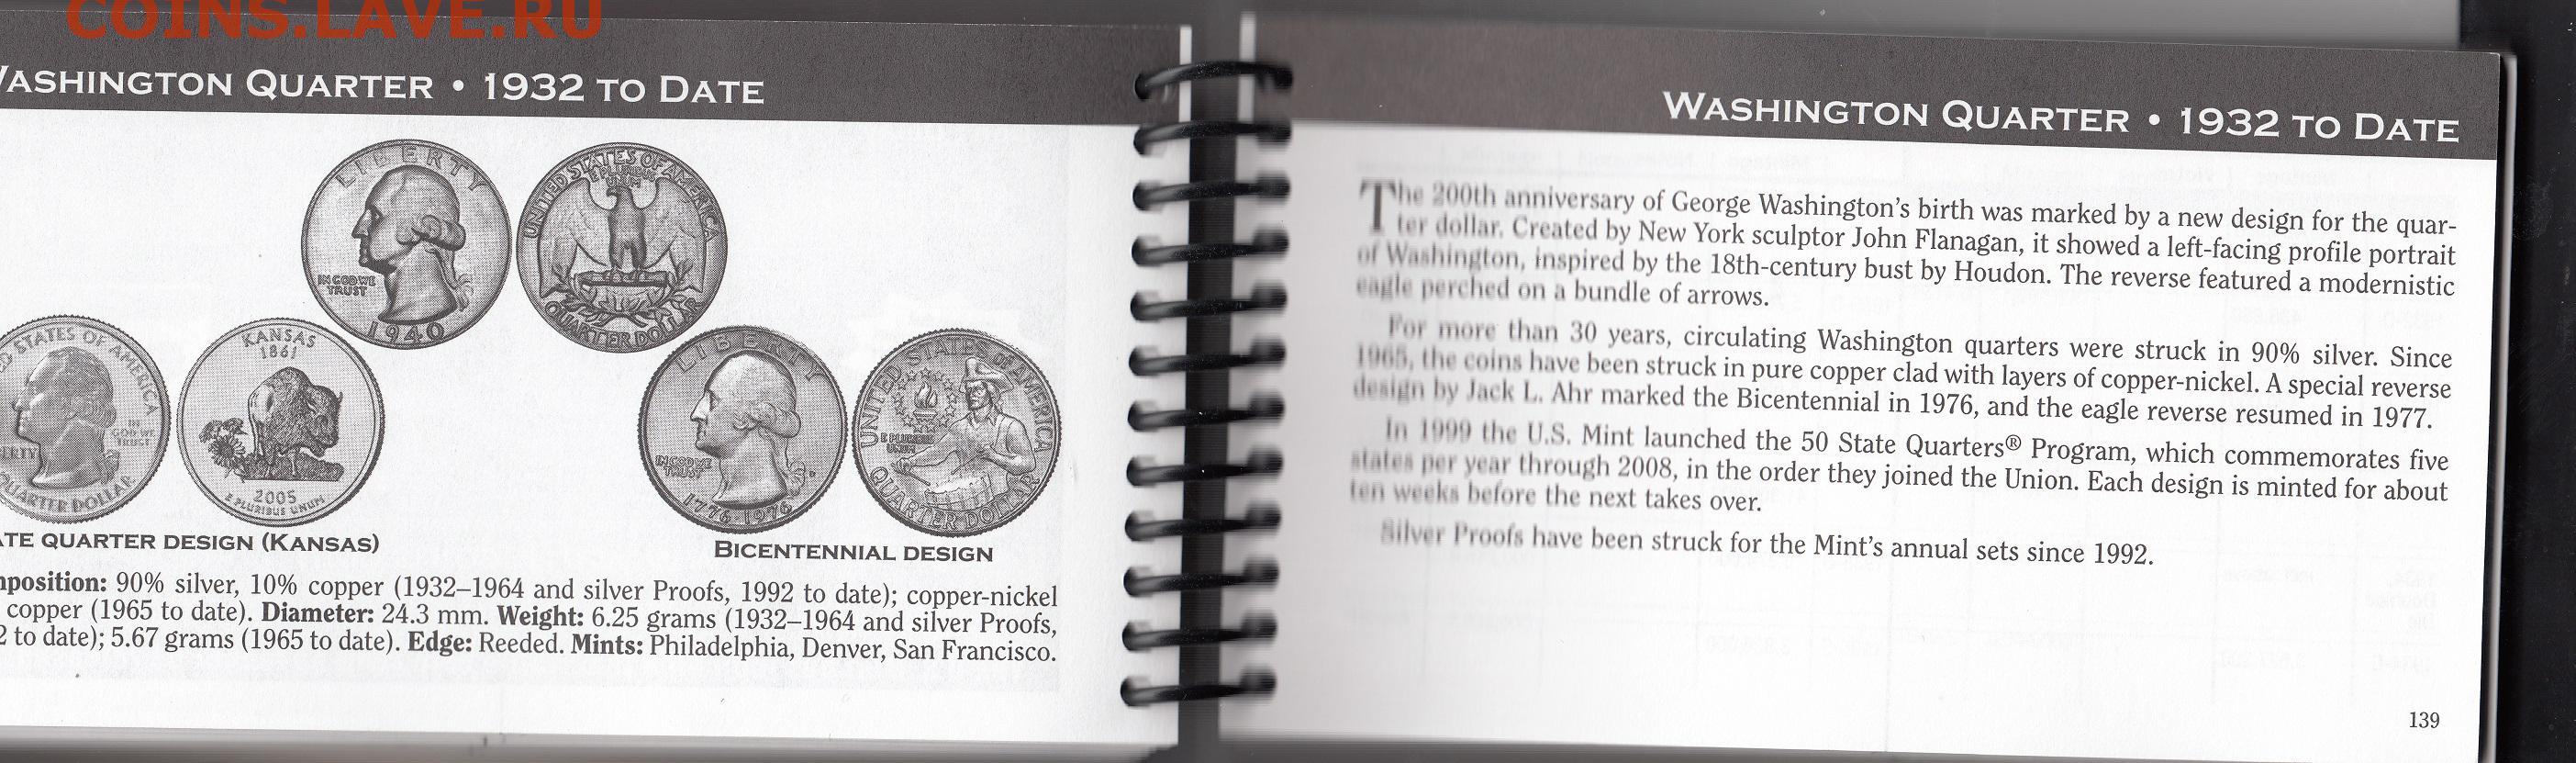 COINS.LAVE.RU
WASHINGTON QUARTER • 1932 TO DATE
LIBERTY
IN GOD WE
TRUST
1940
UNITED STATES OF AMERICA
E PLURIBUS
UNUM
QUARTER DOLLAR
D STATES OF AMERICA
IN
GOD WE
TRUST
ERTY
QUARTER DOLLAR
KANSAS
1861
2005
E PLURIBUS UNUM
LIBERTY
IN GOD WE
TRUST
1776-1976
UNITED STATES OF AMERICA
E PLURIBUS
UNUM
QUARTER DOLLAR
ATE QUARTER DESIGN (KANSAS)
BICENTENNIAL DESIGN
nposition: 90% silver, 10% copper (1932–1964 and silver Proofs, 1992 to date); copper-nickel
copper (1965 to date). Diameter: 24.3 mm. Weight: 6.25 grams (1932–1964 and silver Proofs,
2 to date); 5.67 grams (1965 to date). Edge: Reeded. Mints: Philadelphia, Denver, San Francisco.
WASHINGTON QUARTER • 1932 TO DATE
The 200th anniversary of George Washington's birth was marked by a new design for the quar-
ter dollar. Created by New York sculptor John Flanagan, it showed a left-facing profile portrait
of Washington, inspired by the 18th-century bust by Houdon. The reverse featured a modernistic
eagle perched on a bundle of arrows.
For more than 30 years, circulating Washington quarters were struck in 90% silver. Since
1965, the coins have been struck in pure copper clad with layers of copper-nickel. A special reverse
design by Jack L. Ahr marked the Bicentennial in 1976, and the eagle reverse resumed in 1977.
In 1999 the U.S. Mint launched the 50 State Quarters® Program, which commemorates five
states per year through 2008, in the order they joined the Union. Each design is minted for about
ten weeks before the next takes over.
Silver Proofs have been struck for the Mint's annual sets since 1992.
139